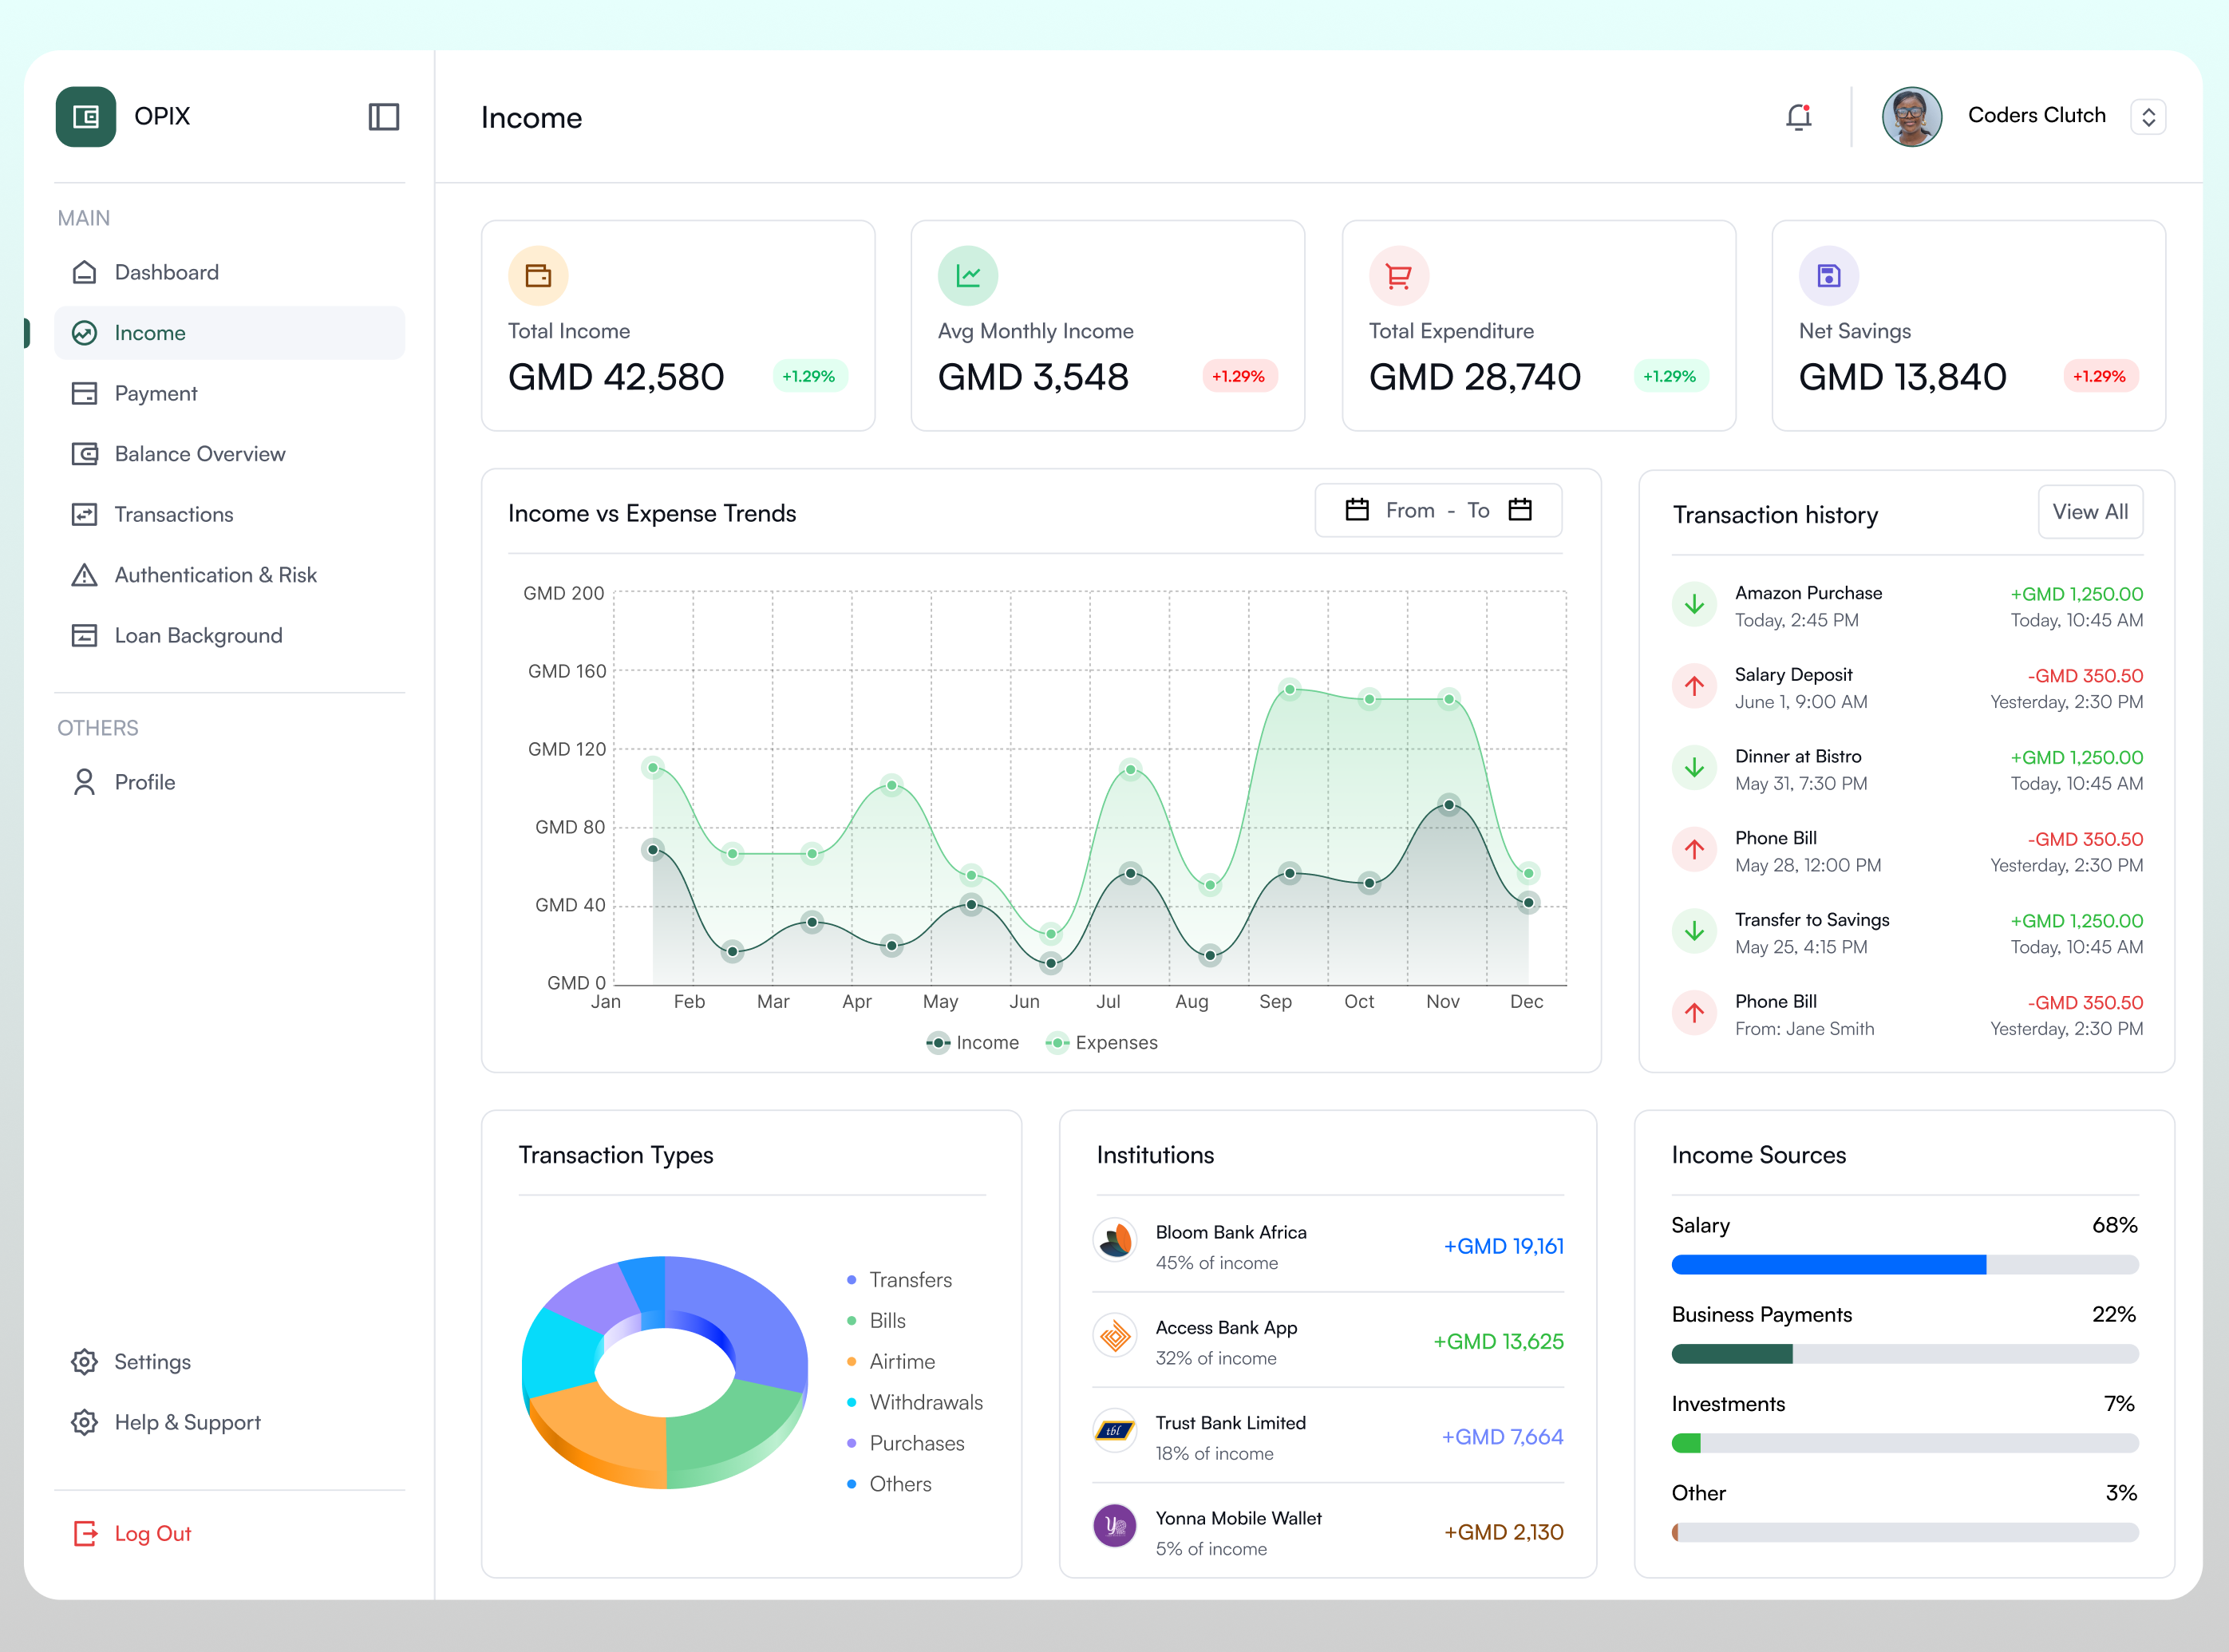 OPIX
MAIN
Dashboard
Income
Payment
Balance Overview
Transactions
Authentication & Risk
Loan Background
OTHERS
Profile
Settings
Help & Support
Log Out
Income
Coders Clutch
Total Income
GMD 42,580
+1.29%
Avg Monthly Income
GMD 3,548
+1.29%
Total Expenditure
GMD 28,740
+1.29%
Net Savings
GMD 13,840
+1.29%
Income vs Expense Trends
From - To
GMD 200
GMD 160
GMD 120
GMD 80
GMD 40
GMD 0
Jan Feb Mar Apr May Jun Jul Aug Sep Oct Nov Dec
Income Expenses
Transaction history
View All
Amazon Purchase +GMD 1,250.00
Today, 2:45 PM Today, 10:45 AM
Salary Deposit -GMD 350.50
June 1, 9:00 AM Yesterday, 2:30 PM
Dinner at Bistro +GMD 1,250.00
May 31, 7:30 PM Today, 10:45 AM
Phone Bill -GMD 350.50
May 28, 12:00 PM Yesterday, 2:30 PM
Transfer to Savings +GMD 1,250.00
May 25, 4:15 PM Today, 10:45 AM
Phone Bill -GMD 350.50
From: Jane Smith Yesterday, 2:30 PM
Transaction Types
Transfers
Bills
Airtime
Withdrawals
Purchases
Others
Institutions
Bloom Bank Africa
45% of income
+GMD 19,161
Access Bank App
32% of income
+GMD 13,625
tbl
Trust Bank Limited
18% of income
+GMD 7,664
Yonna Mobile Wallet
5% of income
+GMD 2,130
Income Sources
Salary 68%
Business Payments 22%
Investments 7%
Other 3%